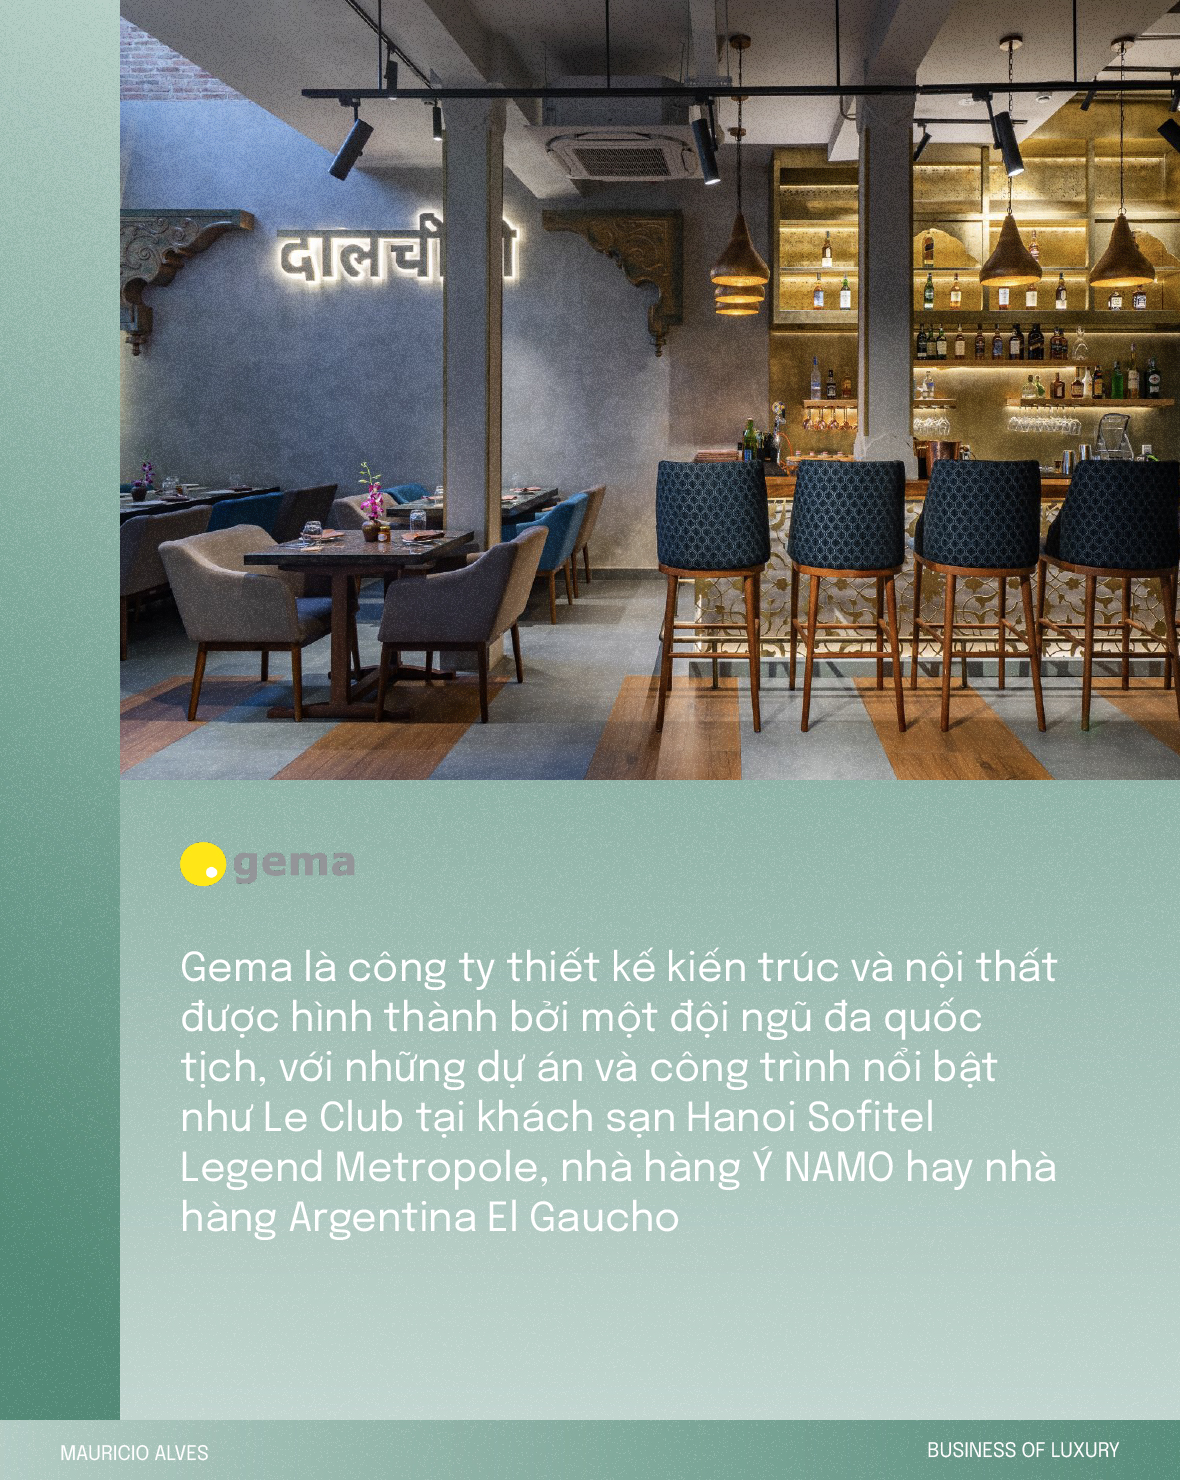 दालचीनी
gema
Gema là công ty thiết kế kiến trúc và nội thất
được hình thành bởi một đội ngũ đa quốc
tịch, với những dự án và công trình nổi bật
như Le Club tại khách sạn Hanoi Sofitel
Legend Metropole, nhà hàng Ý NAMO hay nhà
hàng Argentina El Gaucho
MAURICIO ALVES
BUSINESS OF LUXURY